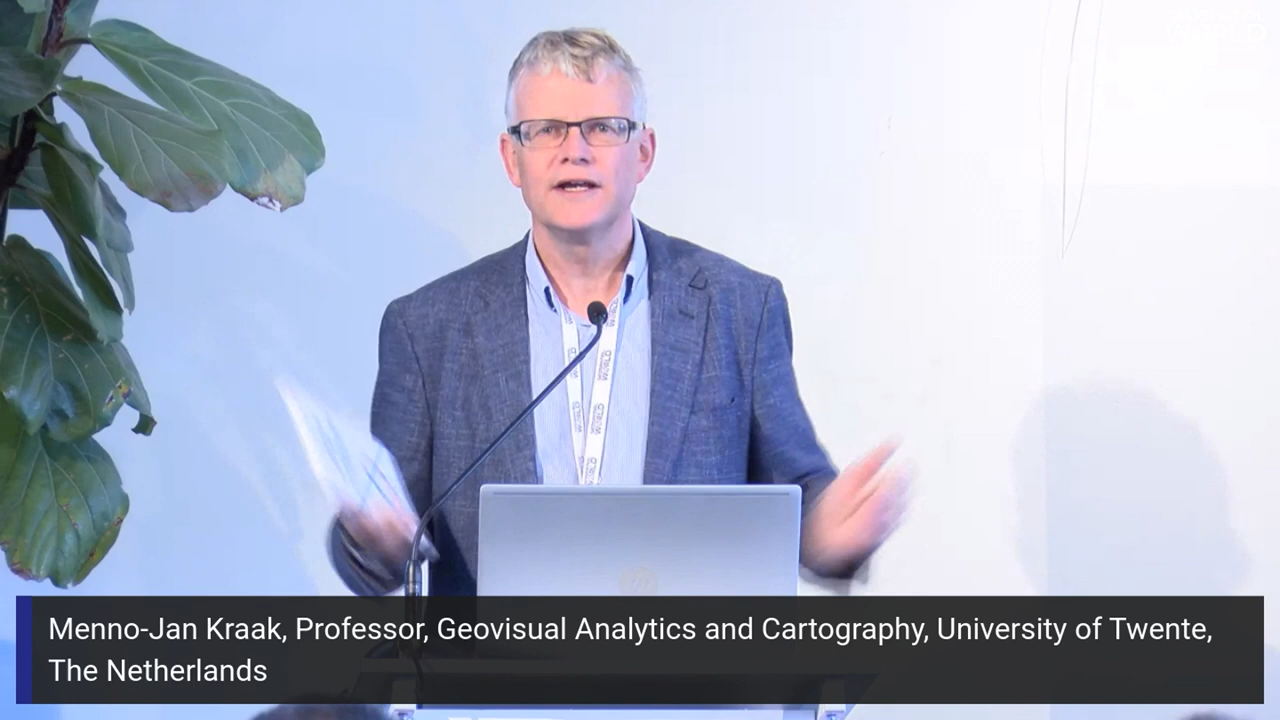 Menno-Jan Kraak, Professor, Geovisual Analytics and Cartography, University of Twente,
The Netherlands